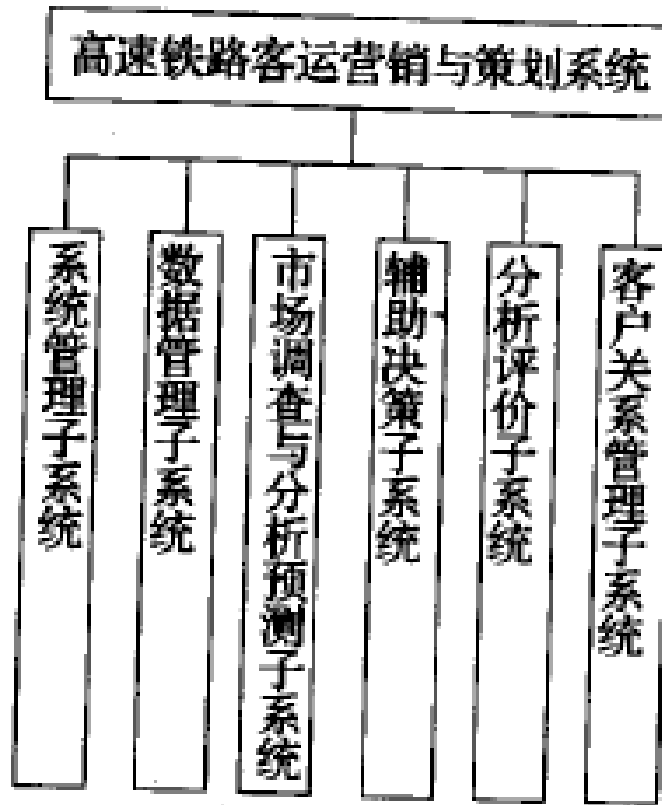 高速铁路客运营销与策划系统
系统管理子系统
数据管理子系统
市场调查与分析预测子系统
辅助决策子系统
分析评价子系统
客户关系管理子系统